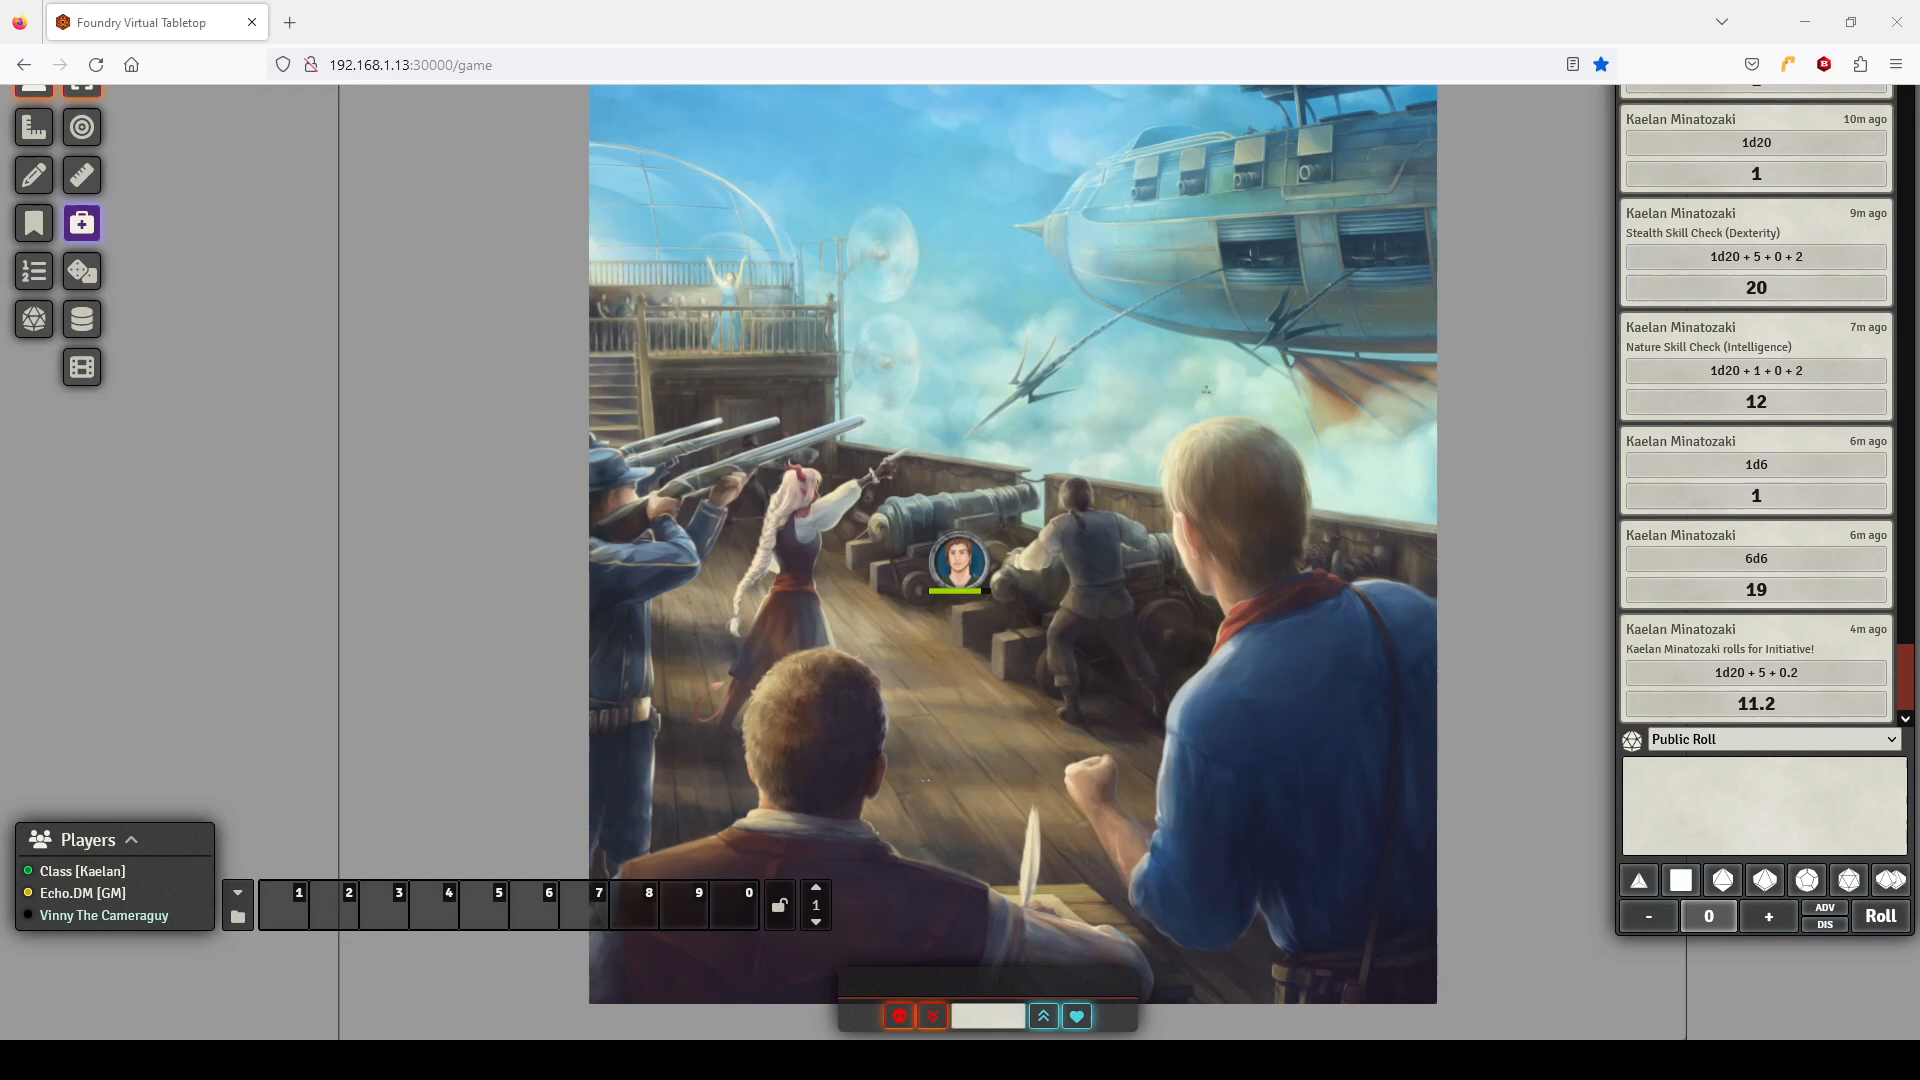 Foundry Virtual Tabletop
192.168.1.13:30000/game
Kaelan Minatozaki 10m ago
1d20
1
Kaelan Minatozaki 9m ago
Stealth Skill Check (Dexterity)
1d20 + 5 + 0 + 2
20
Kaelan Minatozaki 7m ago
Nature Skill Check (Intelligence)
1d20 + 1 + 0 + 2
12
Kaelan Minatozaki 6m ago
1d6
1
Kaelan Minatozaki 6m ago
6d6
19
Kaelan Minatozaki 4m ago
Kaelan Minatozaki rolls for Initiative!
1d20 + 5 + 0.2
11.2
Public Roll
- 0 + ADV Roll
DIS
Players
Class [Kaelan]
Echo.DM [GM]
Vinny The Cameraguy
1 2 3 4 5 6 7 8 9 0
1